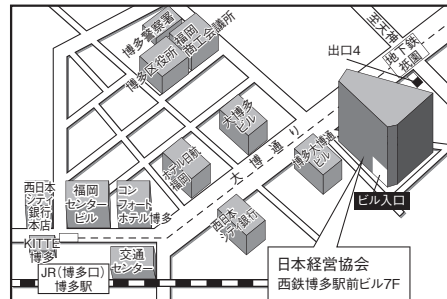 博多警察署
博多区役所
福岡
商工会議所
至天神
地下鉄
祇園
出口4
大博多
ビル
大博通り
ホテル日航
福岡
博多大博通
ビル
西日本
シティ
銀行
本店
福岡
センター
ビル
コン
フォート
ホテル博多
西日本
シティ銀行
ビル入口
KITTE
博多
交通
センター
JR(博多口)
博多駅
日本経営協会
西鉄博多駅前ビル7F